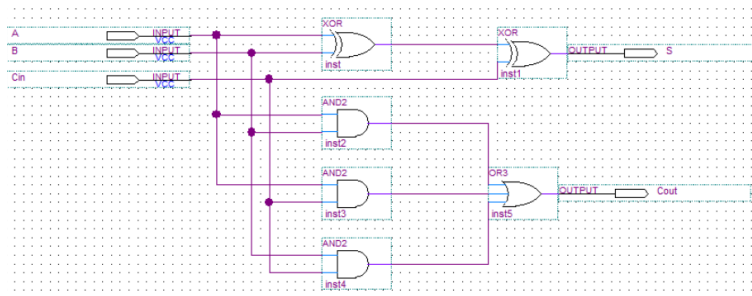 XOR
XOR
A INPUT
VCC
B INPUT
VCC
OUTPUT S
inst
Cin INPUT
VCC
inst1
AND2
inst2
AND2
OR3
OUTPUT Cout
inst3
inst5
AND2
inst4